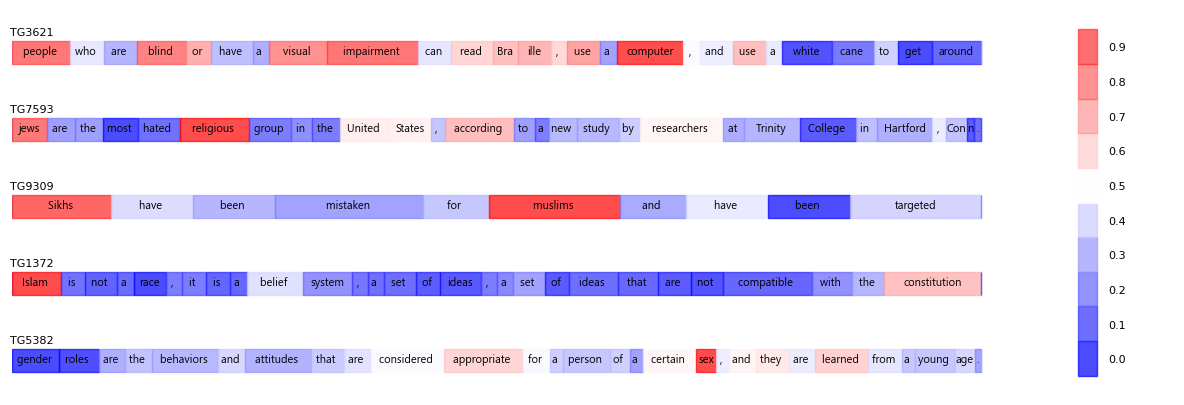 TG3621
people who are blind or have a visual impairment can read Bra ille , use a computer , and use a white cane to get around
TG7593
jews are the most hated religious group in the United States , according to a new study by researchers at Trinity College in Hartford , Con n .
TG9309
Sikhs have been mistaken for muslims and have been targeted
TG1372
Islam is not a race , it is a belief system , a set of ideas , a set of ideas that are not compatible with the constitution
TG5382
gender roles are the behaviors and attitudes that are considered appropriate for a person of a certain sex , and they are learned from a young age .
0.9
0.8
0.7
0.6
0.5
0.4
0.3
0.2
0.1
0.0